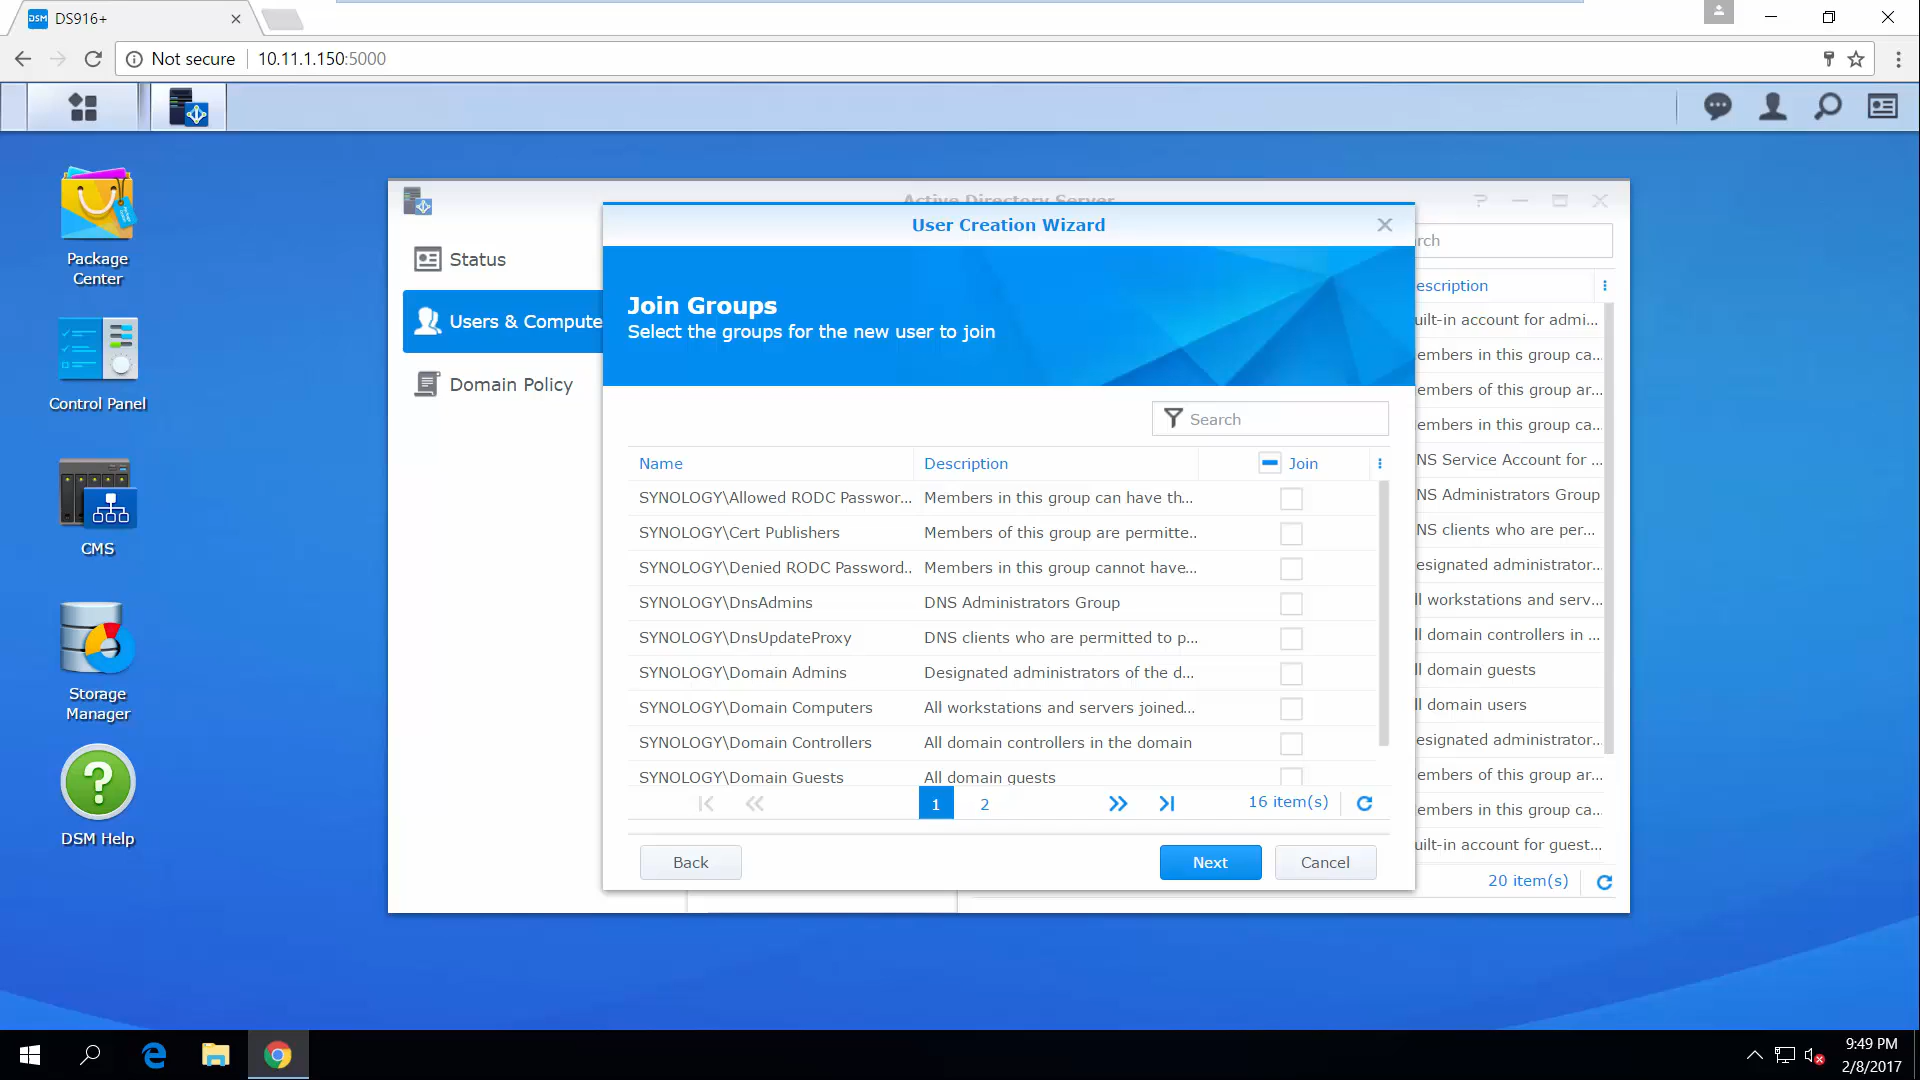 DSM DS916+
Not secure 10.11.1.150:5000
Package
Center
Control Panel
CMS
Storage
Manager
? DSM Help
Active Directory Server
Status
Users & Compute
Domain Policy
User Creation Wizard
Join Groups
Select the groups for the new user to join
Search
Name Description Join
SYNOLOGY\Allowed RODC Passwor... Members in this group can have th...
SYNOLOGY\Cert Publishers Members of this group are permitte..
SYNOLOGY\Denied RODC Password.. Members in this group cannot have...
SYNOLOGY\DnsAdmins DNS Administrators Group
SYNOLOGY\DnsUpdateProxy DNS clients who are permitted to p...
SYNOLOGY\Domain Admins Designated administrators of the d...
SYNOLOGY\Domain Computers All workstations and servers joined...
SYNOLOGY\Domain Controllers All domain controllers in the domain
SYNOLOGY\Domain Guests All domain guests
1 2 16 item(s)
Back Next Cancel
rch
escription
uilt-in account for admi...
embers in this group ca...
embers of this group ar...
embers in this group ca...
NS Service Account for ...
NS Administrators Group
NS clients who are per...
esignated administrator...
ll workstations and serv...
ll domain controllers in ...
ll domain guests
ll domain users
esignated administrator...
embers of this group ar...
embers in this group ca...
uilt-in account for guest...
20 item(s)
9:49 PM
2/8/2017